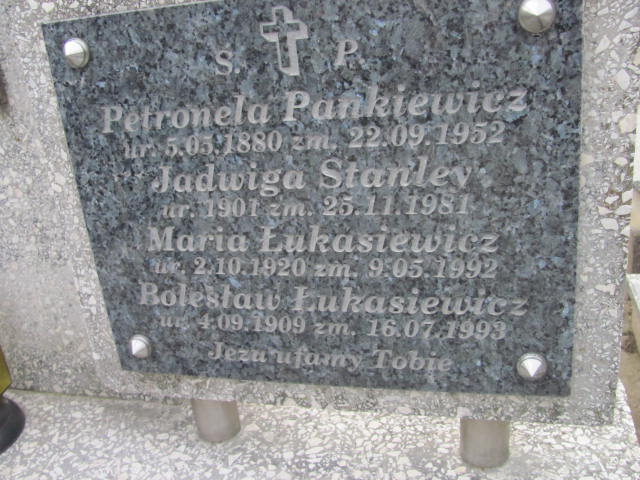 Ś. P.
Petronela Pankiewicz
ur. 5.03.1880 zm. 22.09.1952
Jadwiga Stanley
ur. 1901 zm. 25.11.1981
Maria Łukasiewicz
ur. 2.10.1920 zm. 9.05.1992
Bolesław Łukasiewicz
ur. 4.09.1909 zm. 16.07.1993
Jezu ufamy Tobie